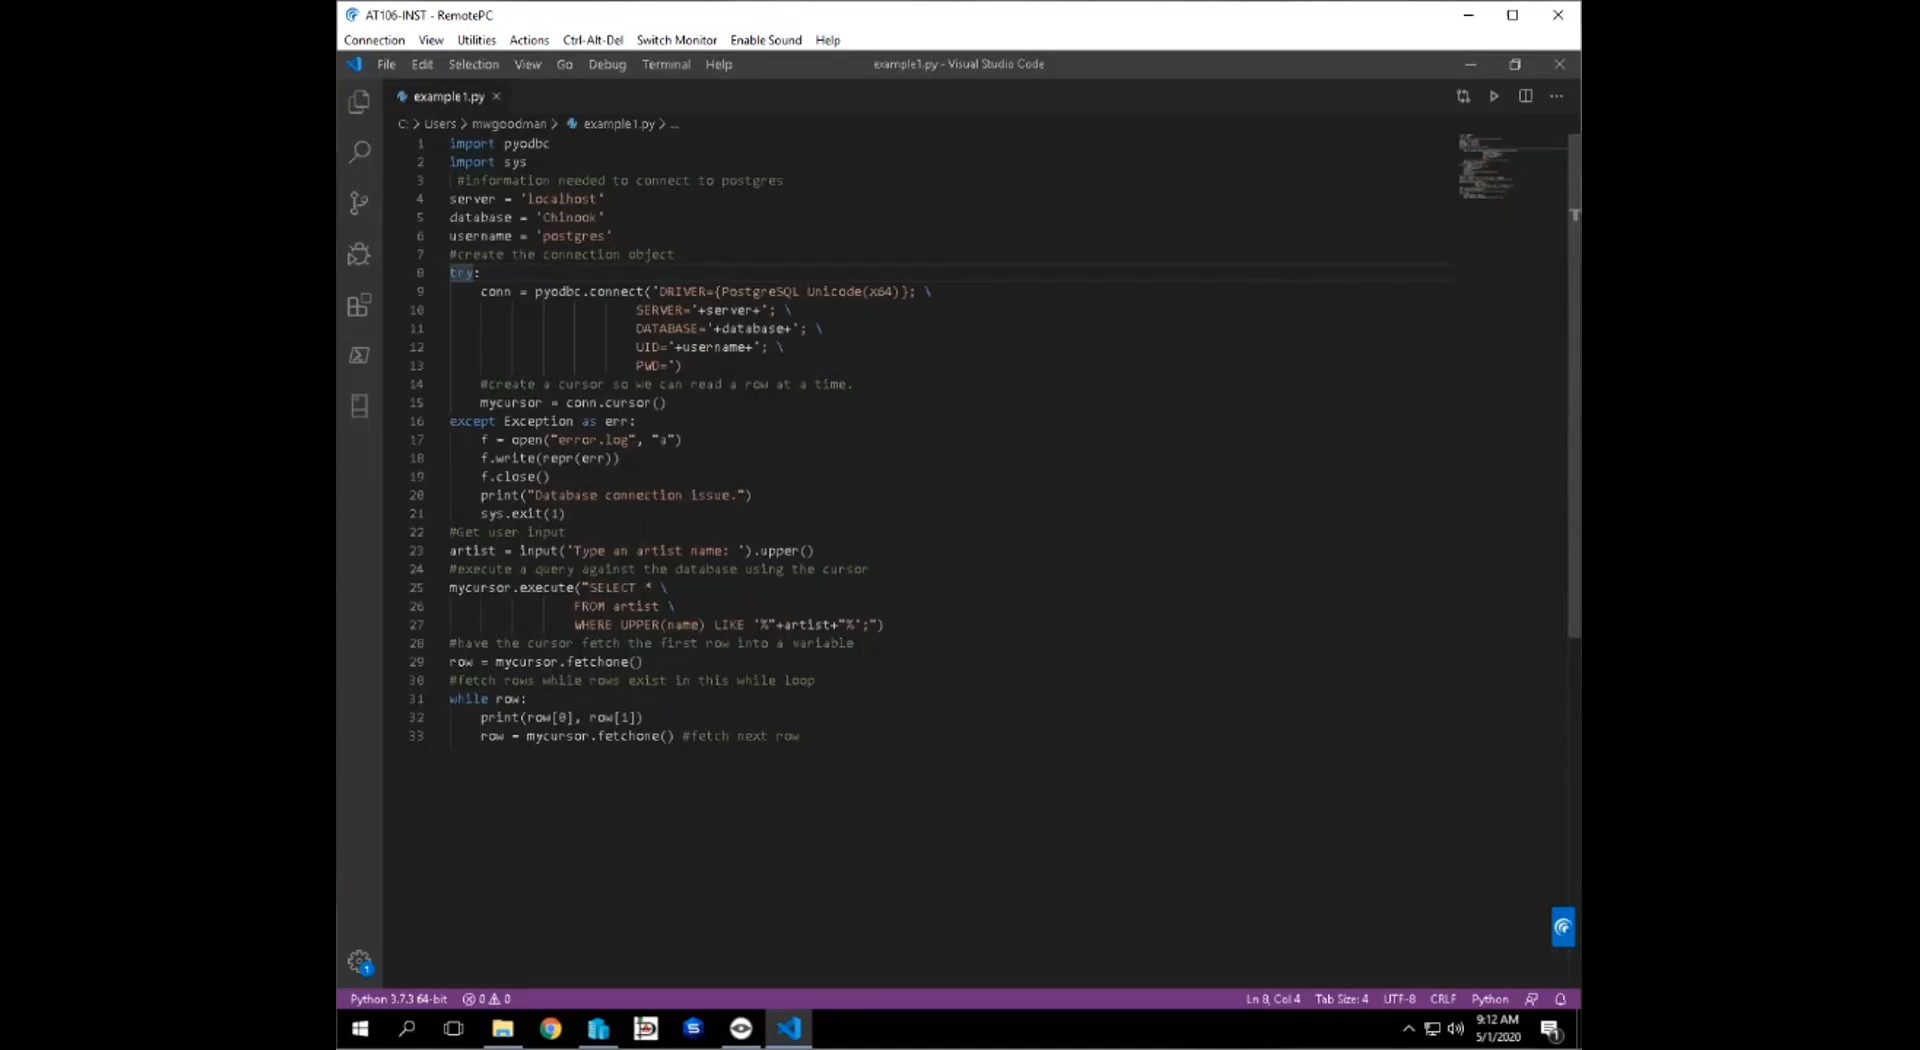 AT106-INST - RemotePC
Connection View Utilities Actions Ctrl-Alt-Del Switch Monitor Enable Sound Help
File Edit Selection View Go Debug Terminal Help example1.py - Visual Studio Code
example1.py ×
C: > Users > mwgoodman > example1.py > ...
1 import pyodbc
2 import sys
3 #information needed to connect to postgres
4 server = 'localhost'
5 database = 'Chinook'
6 username = 'postgres'
7 #create the connection object
8 try:
9 conn = pyodbc.connect('DRIVER={PostgreSQL Unicode(x64)}; \
10 SERVER='+server+'; \
11 DATABASE='+database+'; \
12 UID='+username+'; \
13 PWD=')
14 #create a cursor so we can read a row at a time.
15 mycursor = conn.cursor()
16 except Exception as err:
17 f = open("error.log", "a")
18 f.write(repr(err))
19 f.close()
20 print("Database connection issue.")
21 sys.exit(1)
22 #Get user input
23 artist = input('Type an artist name: ').upper()
24 #execute a query against the database using the cursor
25 mycursor.execute("SELECT * \
26 FROM artist \
27 WHERE UPPER(name) LIKE '%"+artist+"%';")
28 #have the cursor fetch the first row into a variable
29 row = mycursor.fetchone()
30 #fetch rows while rows exist in this while loop
31 while row:
32 print(row[0], row[1])
33 row = mycursor.fetchone() #fetch next row
1
Python 3.7.3 64-bit 0 0 Ln 8, Col 4 Tab Size: 4 UTF-8 CRLF Python
9:12 AM
5/1/2020
1